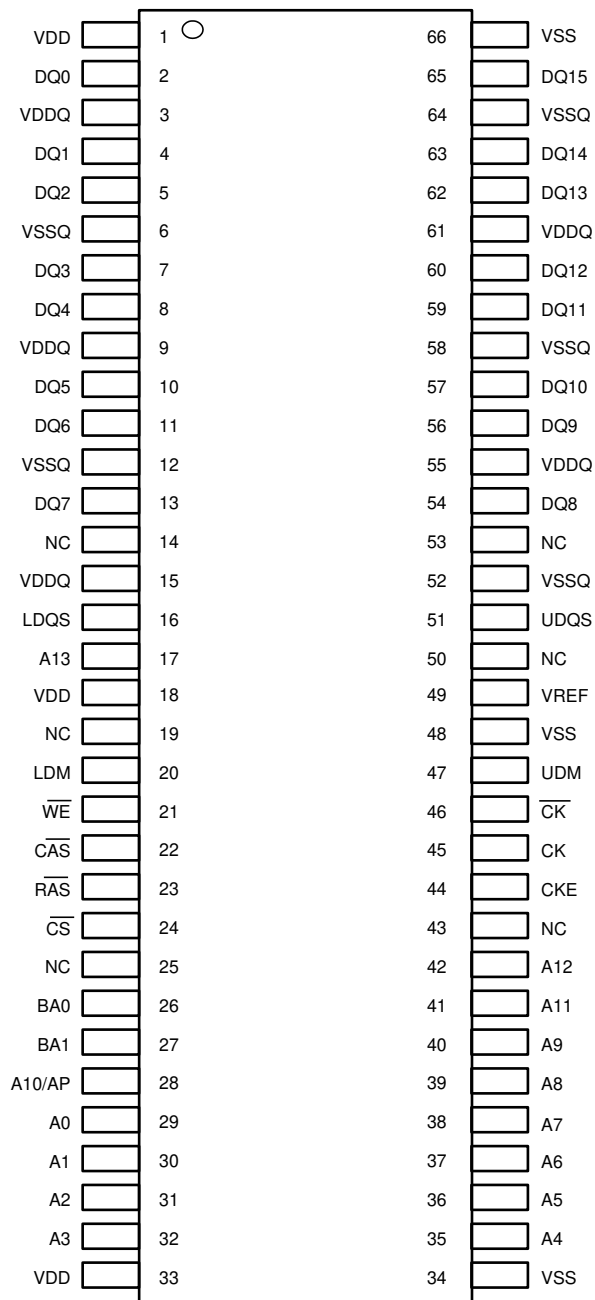 VDD 1 66 VSS
DQ0 2 65 DQ15
VDDQ 3 64 VSSQ
DQ1 4 63 DQ14
DQ2 5 62 DQ13
VSSQ 6 61 VDDQ
DQ3 7 60 DQ12
DQ4 8 59 DQ11
VDDQ 9 58 VSSQ
DQ5 10 57 DQ10
DQ6 11 56 DQ9
VSSQ 12 55 VDDQ
DQ7 13 54 DQ8
NC 14 53 NC
VDDQ 15 52 VSSQ
LDQS 16 51 UDQS
A13 17 50 NC
VDD 18 49 VREF
NC 19 48 VSS
LDM 20 47 UDM
W̅E̅ 21 46 C̅K̅
CA̅S̅ 22 45 CK
RA̅S̅ 23 44 CKE
C̅S̅ 24 43 NC
NC 25 42 A12
BA0 26 41 A11
BA1 27 40 A9
A10/AP 28 39 A8
A0 29 38 A7
A1 30 37 A6
A2 31 36 A5
A3 32 35 A4
VDD 33 34 VSS